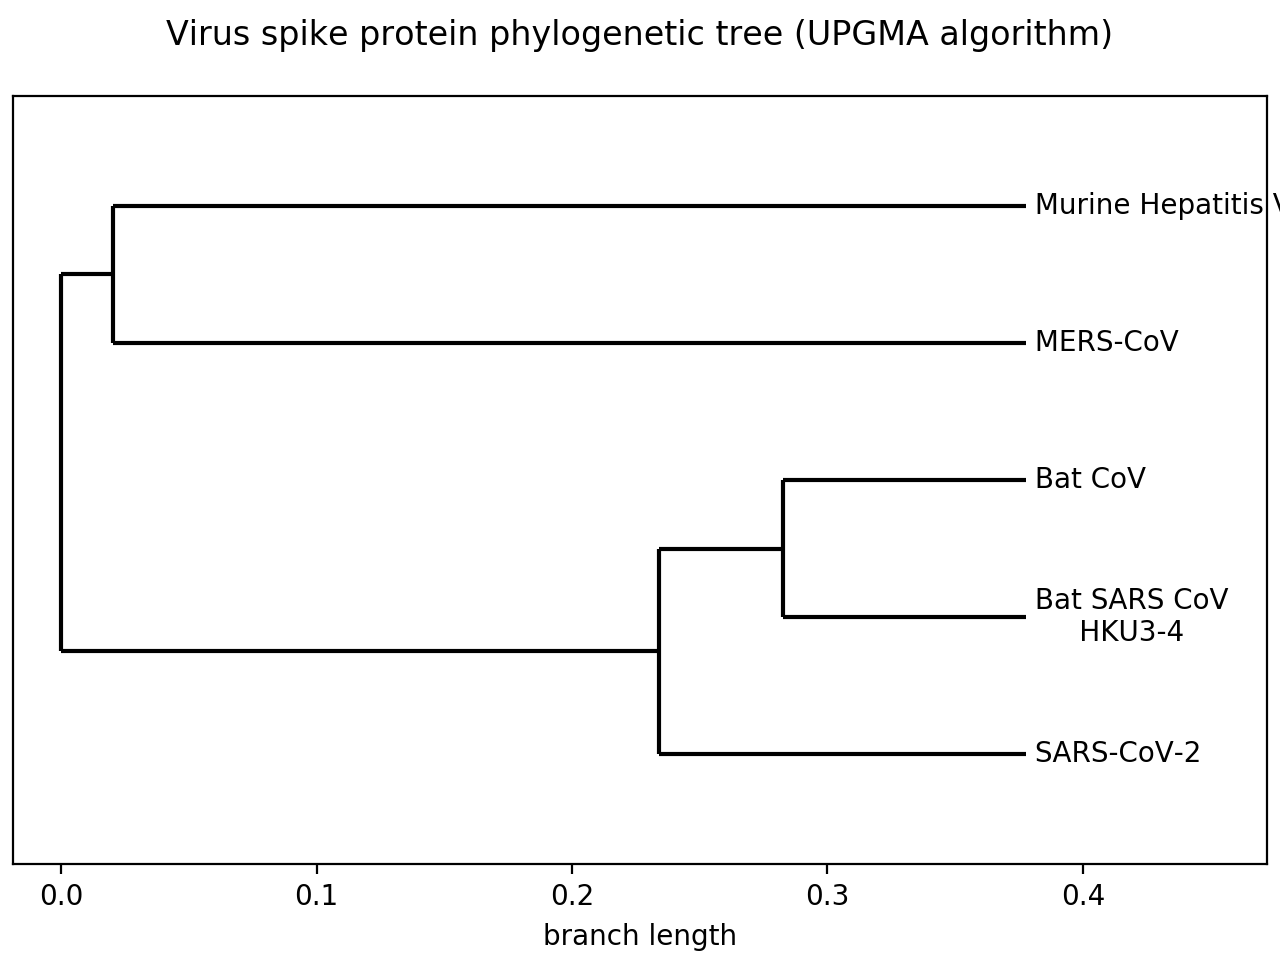 Virus spike protein phylogenetic tree (UPGMA algorithm)
Murine Hepatitis
MERS-CoV
Bat CoV
Bat SARS CoV
HKU3-4
SARS-CoV-2
0.0 0.1 0.2 0.3 0.4
branch length